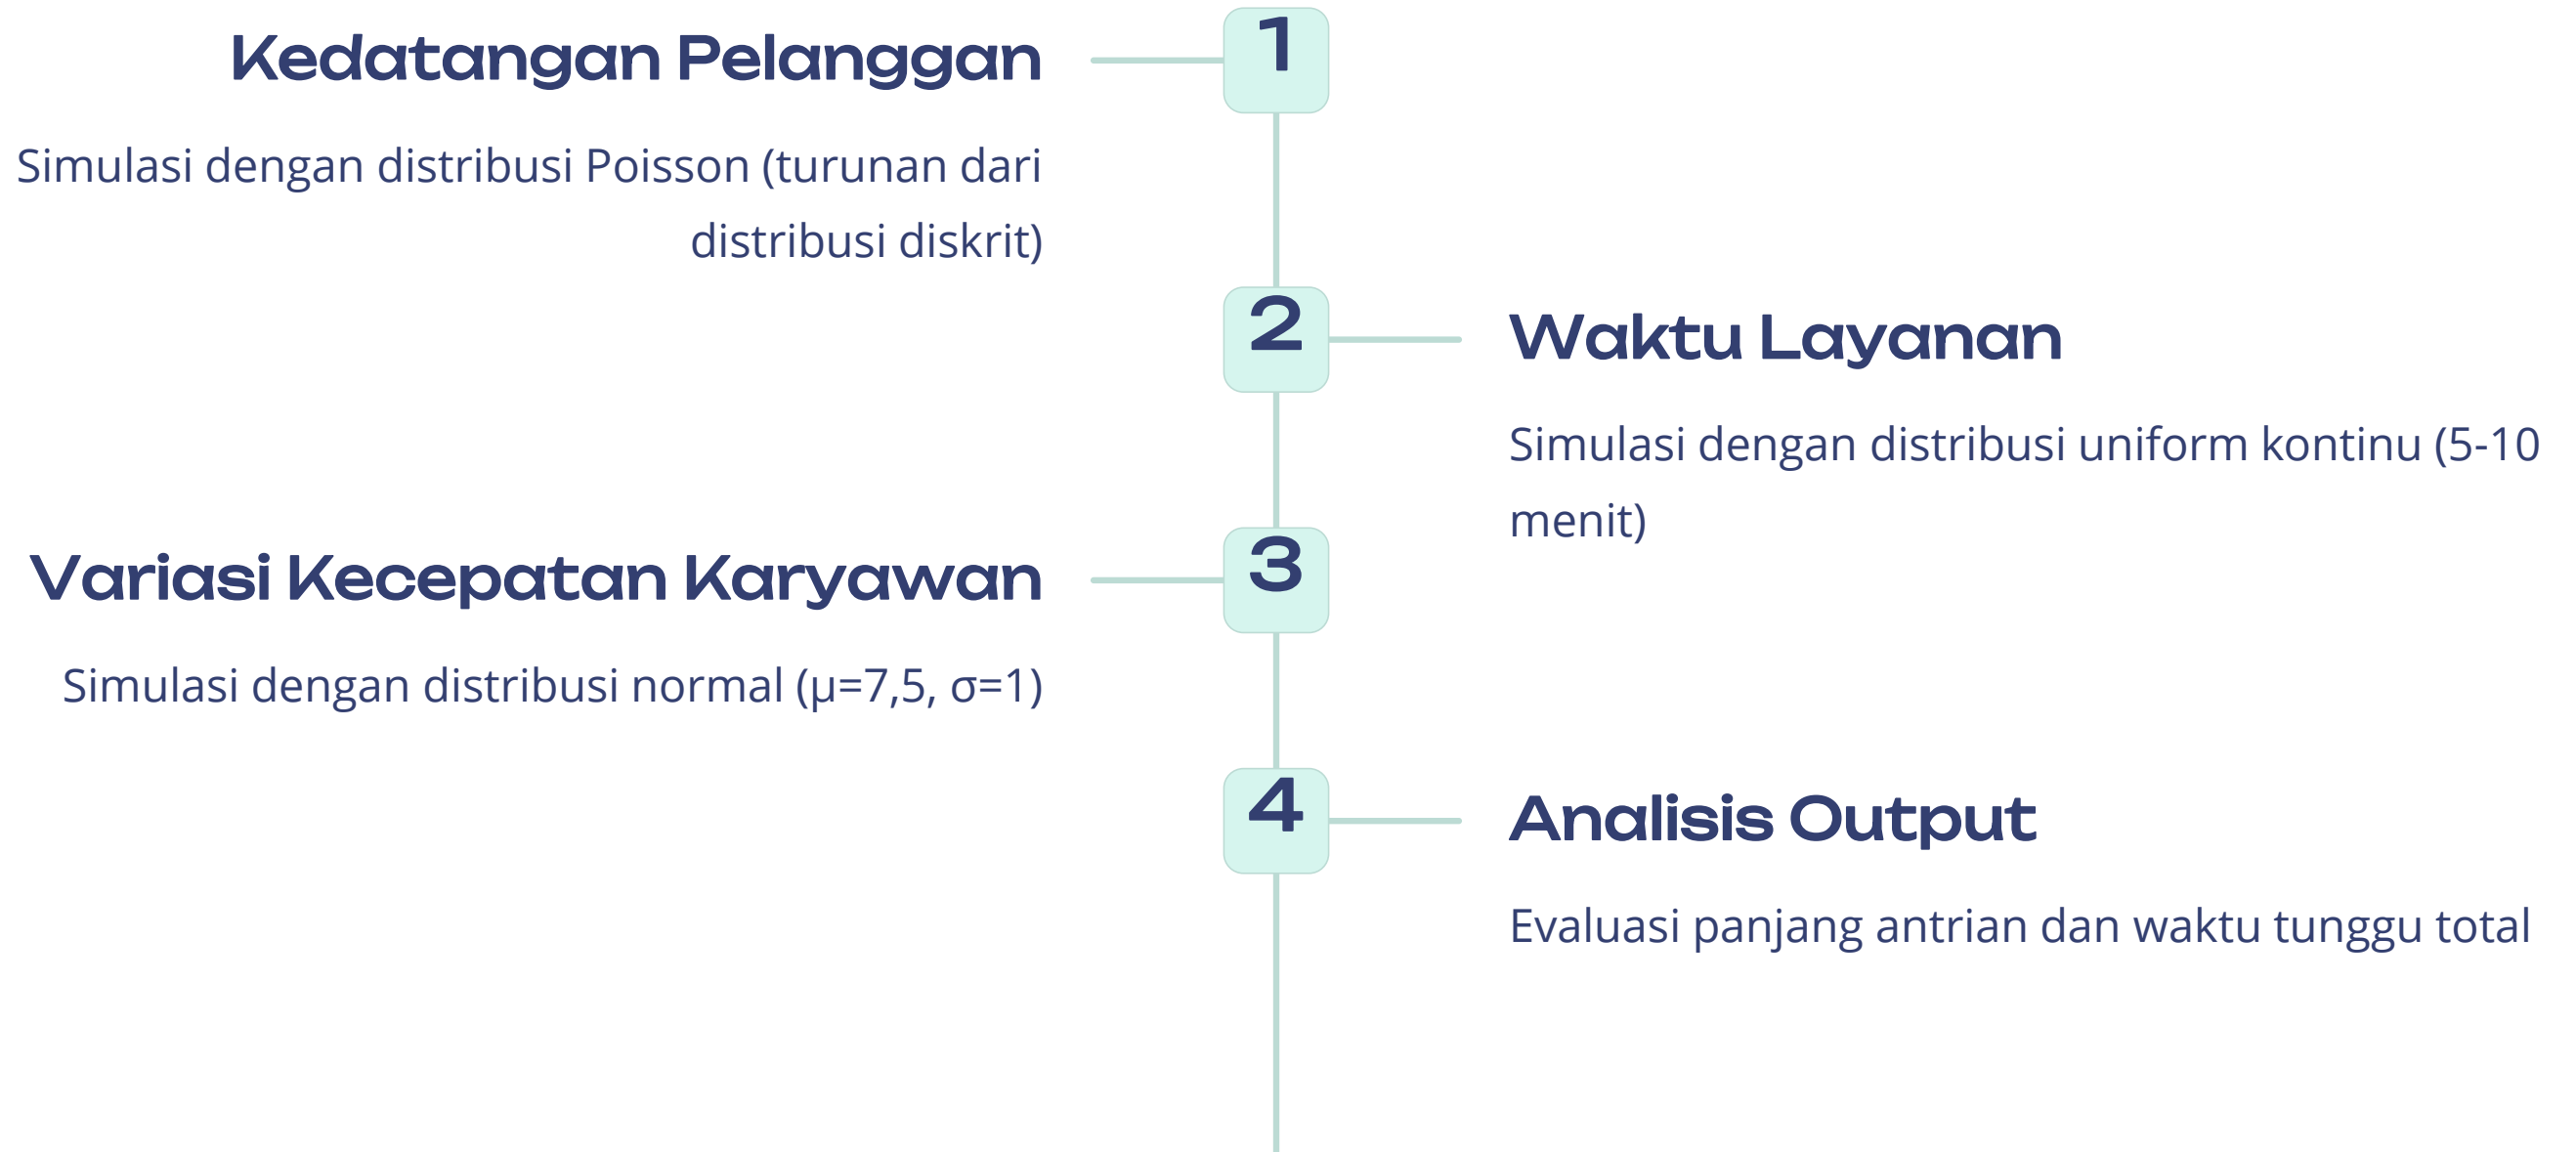 1
Kedatangan Pelanggan
Simulasi dengan distribusi Poisson (turunan dari
distribusi diskrit)
2
Waktu Layanan
Simulasi dengan distribusi uniform kontinu (5-10
menit)
3
Variasi Kecepatan Karyawan
Simulasi dengan distribusi normal (μ=7,5, σ=1)
4
Analisis Output
Evaluasi panjang antrian dan waktu tunggu total